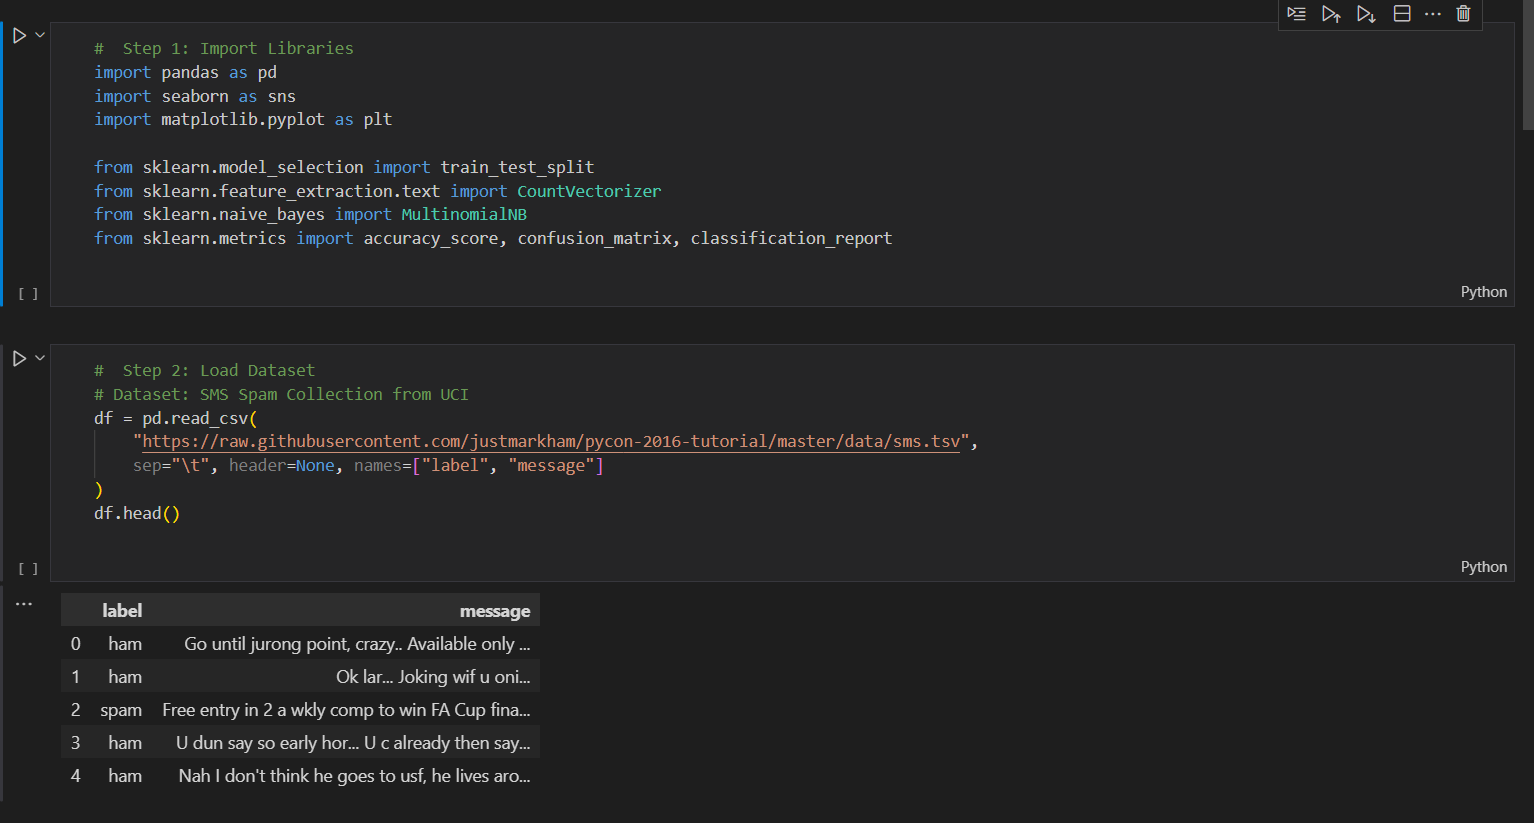 #  Step 1: Import Libraries
import pandas as pd
import seaborn as sns
import matplotlib.pyplot as plt
from sklearn.model_selection import train_test_split
from sklearn.feature_extraction.text import CountVectorizer
from sklearn.naive_bayes import MultinomialNB
from sklearn.metrics import accuracy_score, confusion_matrix, classification_report
[ ]
Python
#  Step 2: Load Dataset
# Dataset: SMS Spam Collection from UCI
df = pd.read_csv(
    "https://raw.githubusercontent.com/justmarkham/pycon-2016-tutorial/master/data/sms.tsv",
    sep="\t", header=None, names=["label", "message"]
)
df.head()
[ ]
Python
label message
0 ham Go until jurong point, crazy.. Available only ...
1 ham Ok lar... Joking wif u oni...
2 spam Free entry in 2 a wkly comp to win FA Cup fina...
3 ham U dun say so early hor... U c already then say...
4 ham Nah I don't think he goes to usf, he lives aro...